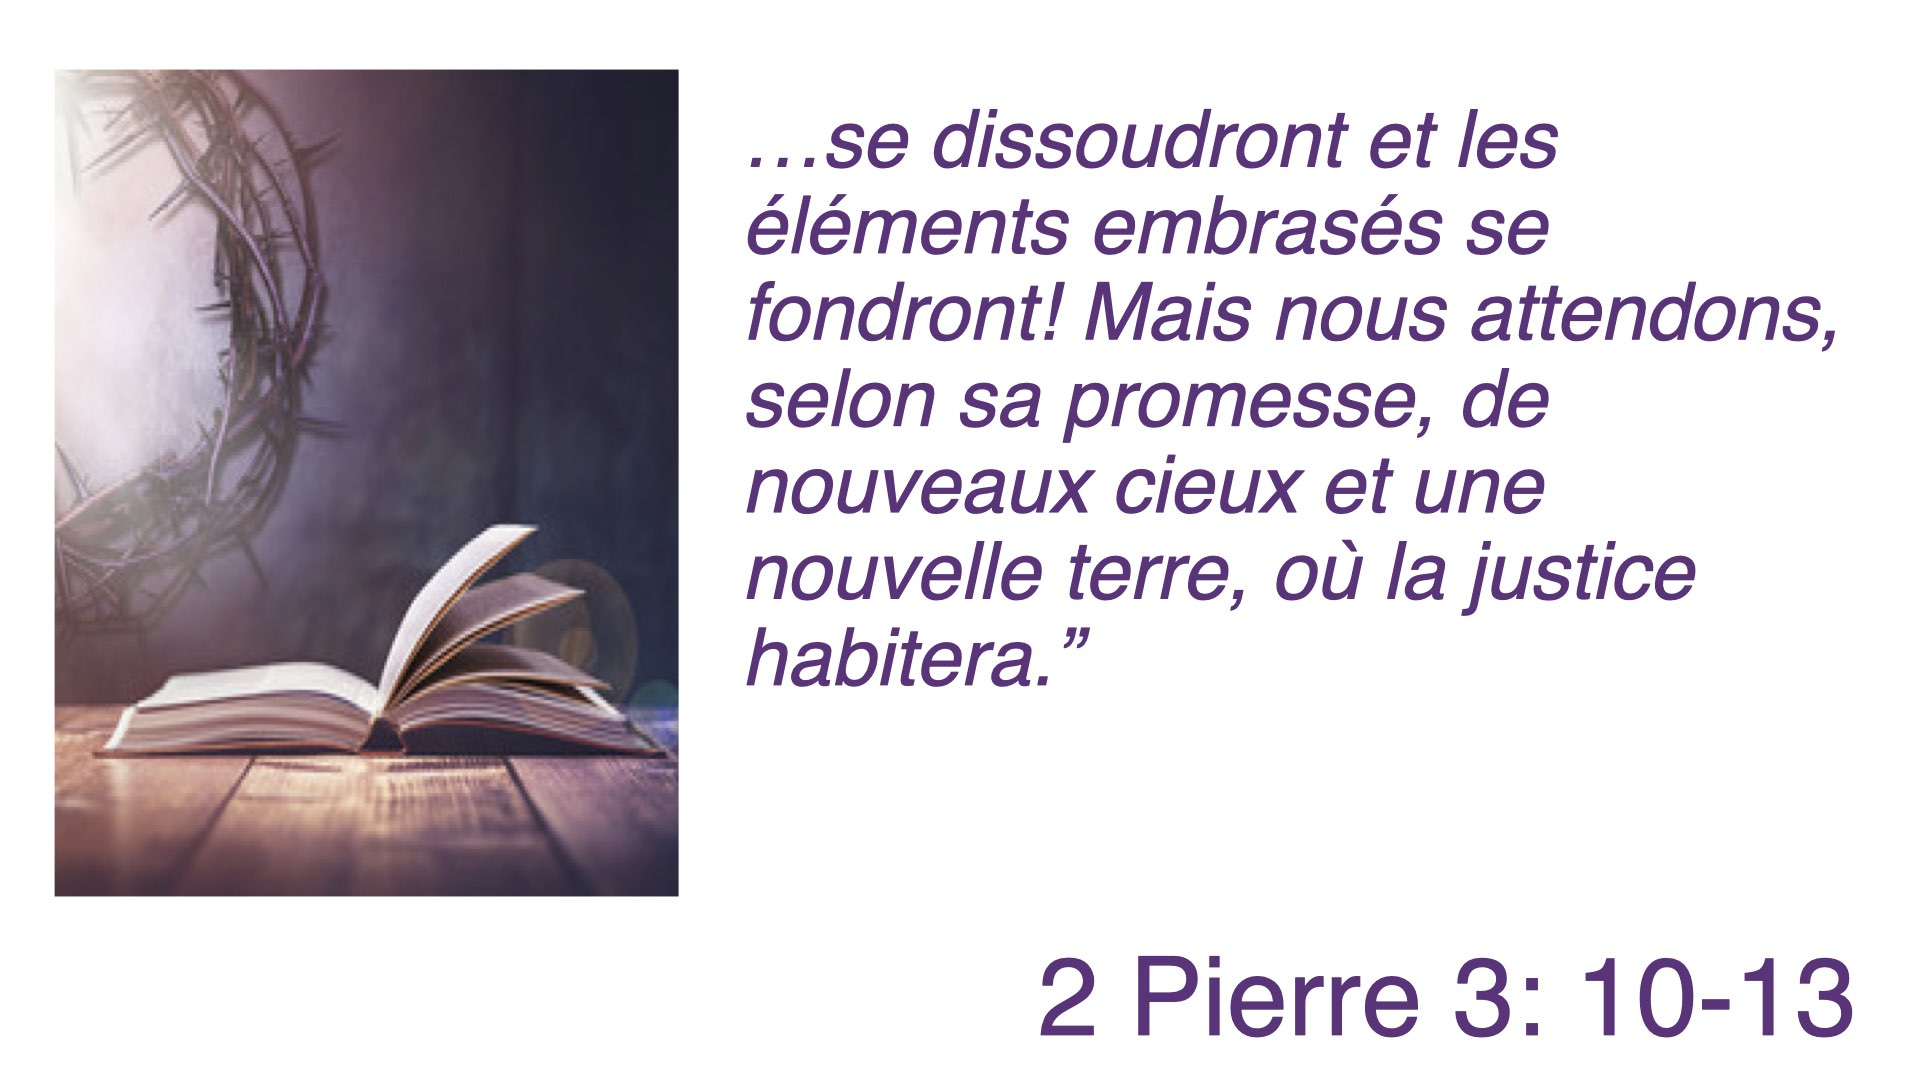 …se dissoudront et les
éléments embrasés se
fondront! Mais nous attendons,
selon sa promesse, de
nouveaux cieux et une
nouvelle terre, où la justice
habitera.”
2 Pierre 3: 10-13